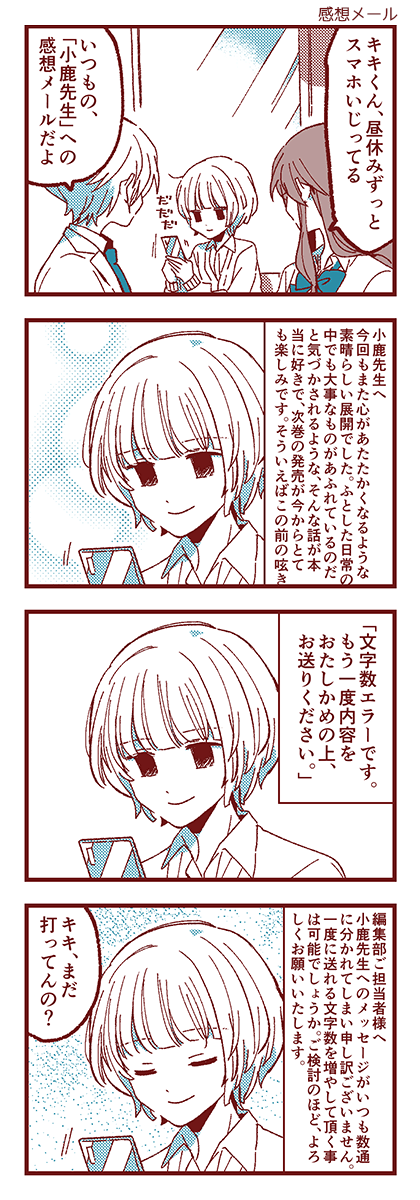 感想メール
キキくん、昼休みずっと
スマホいじってる
だだだ
いつもの、
「小鹿先生」への
感想メールだよ
小鹿先生へ
今回もまた心があたたかくなるような
素晴らしい展開でした。ふとした日常の
中でも大事なものがあふれているのだ
と気づかされるような、そんな話が本
当に好きで、次巻の発売が今からとて
も楽しみです。そういえばこの前の呟き
「文字数エラーです。
もう一度内容を
おたしかめの上、
お送りください。」
編集部ご担当者様へ
小鹿先生へのメッセージがいつも数通
に分かれてしまい申し訳ございません。
一度に送れる文字数を増やして頂く事
は可能でしょうか。ご検討のほど、よろ
しくお願いいたします。
キキ、まだ
打ってんの？